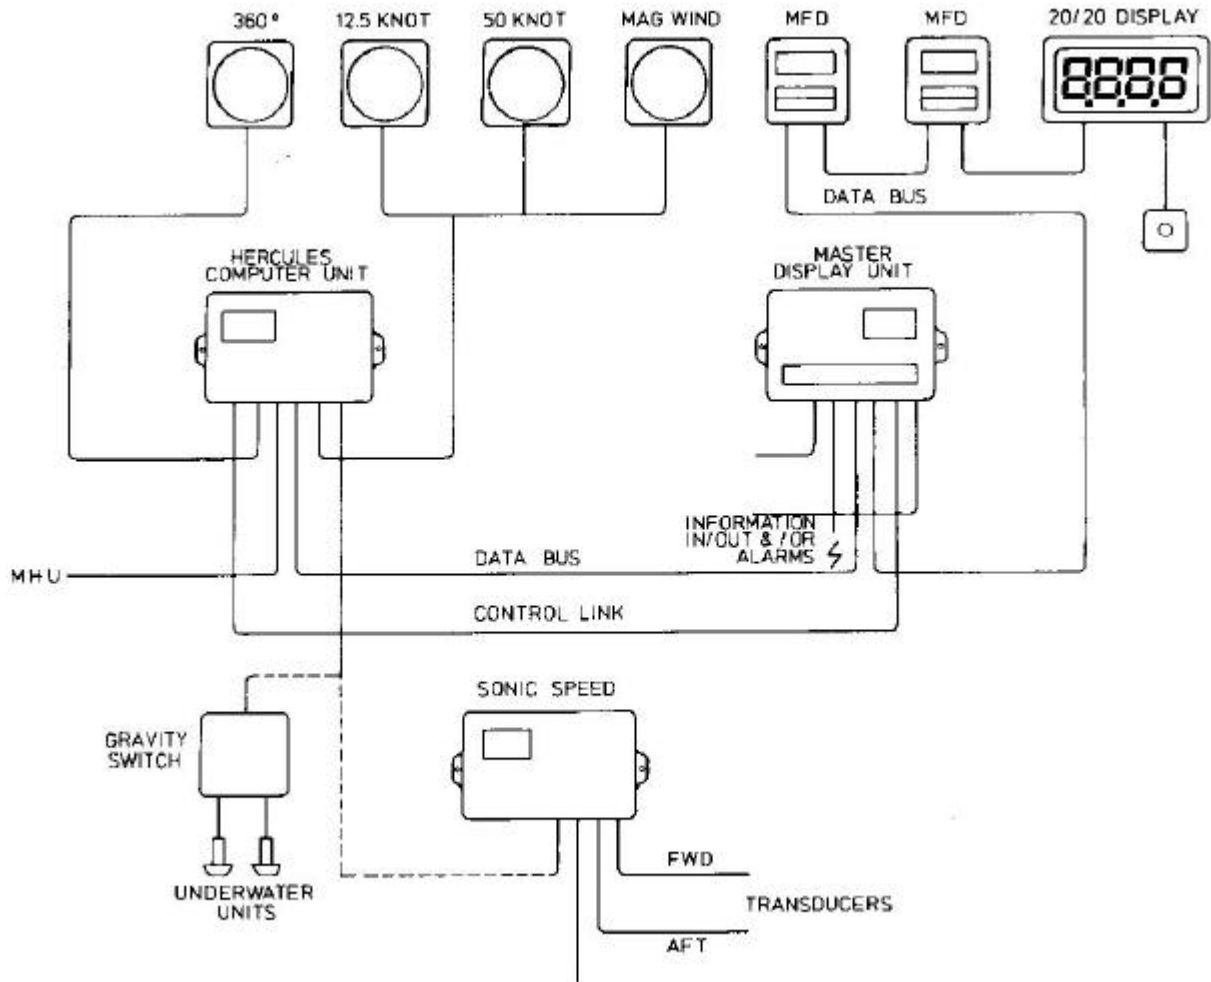 360°
12.5 KNOT
50 KNOT
MAG WIND
MFD
MFD
20/20 DISPLAY
8.8.8.8
DATA BUS
HERCULES
COMPUTER UNIT
MASTER
DISPLAY UNIT
INFORMATION
IN/OUT & /OR
ALARMS
DATA BUS
MHU
CONTROL LINK
SONIC SPEED
GRAVITY
SWITCH
FWD
UNDERWATER
UNITS
TRANSDUCERS
AFT